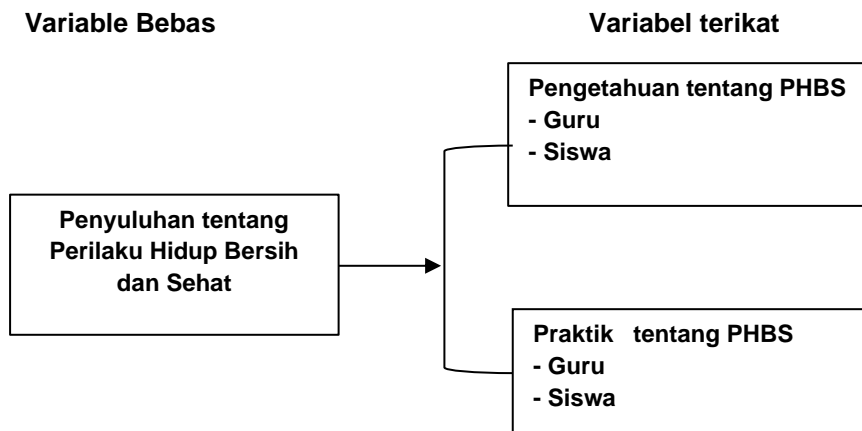 Variable Bebas
Variabel terikat
Pengetahuan tentang PHBS
- Guru
- Siswa
Penyuluhan tentang
Perilaku Hidup Bersih
dan Sehat
Praktik tentang PHBS
- Guru
- Siswa